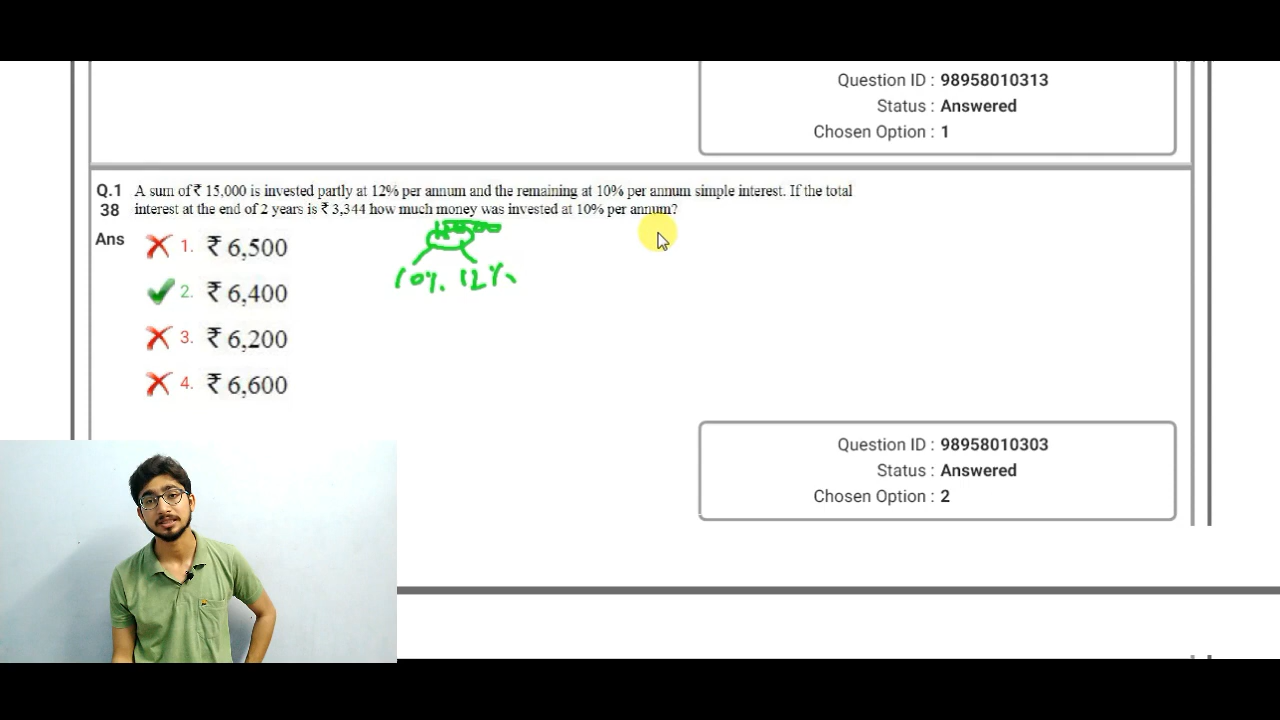 Question ID : 98958010313
Status : Answered
Chosen Option : 1
Q.1 A sum of ₹ 15,000 is invested partly at 12% per annum and the remaining at 10% per annum simple interest. If the total
38 interest at the end of 2 years is ₹ 3,344 how much money was invested at 10% per annum?
Ans 1. ₹ 6,500
2. ₹ 6,400
3. ₹ 6,200
4. ₹ 6,600
10% 12%
Question ID : 98958010303
Status : Answered
Chosen Option : 2